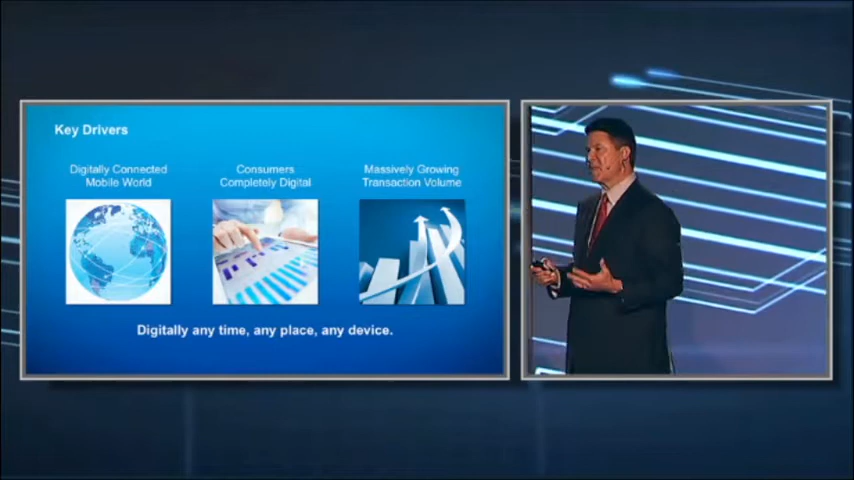 Key Drivers
Digitally Connected
Mobile World
Consumers
Completely Digital
Massively Growing
Transaction Volume
Digitally any time, any place, any device.